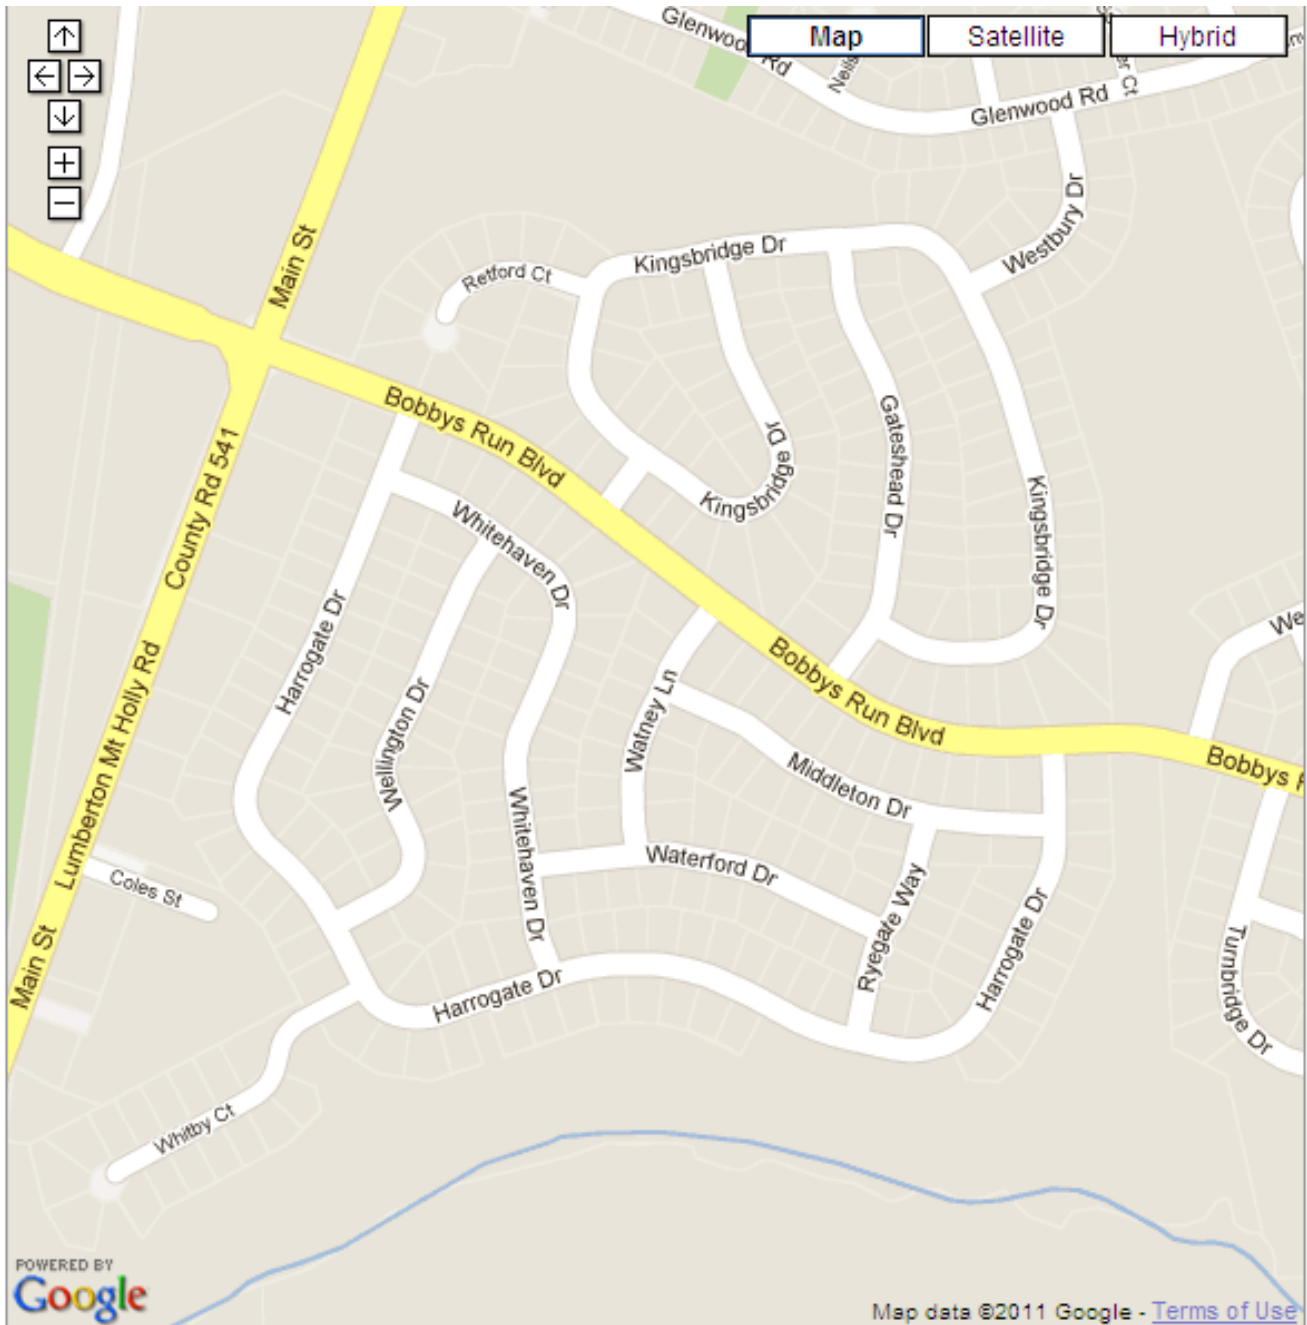 Glenwood Rd
Map
Satellite
Hybrid
Glenwood Rd
Westbury Dr
Main St
Kingsbridge Dr
Retford Ct
Bobbys Run Blvd
Gateshead Dr
Kingsbridge Dr
Kingsbridge Dr
County Rd 541
Whitehaven Dr
Harrogate Dr
We
Bobbys Run Blvd
Lumberton Mt Holly Rd
Wellington Dr
Watney Ln
Middleton Dr
Bobbys
Whitehaven Dr
Waterford Dr
Coles St
Ryegate Way
Harrogate Dr
Main St
Harrogate Dr
Turnbridge Dr
Whitby Ct
POWERED BY
Google
Map data ©2011 Google - Terms of Use